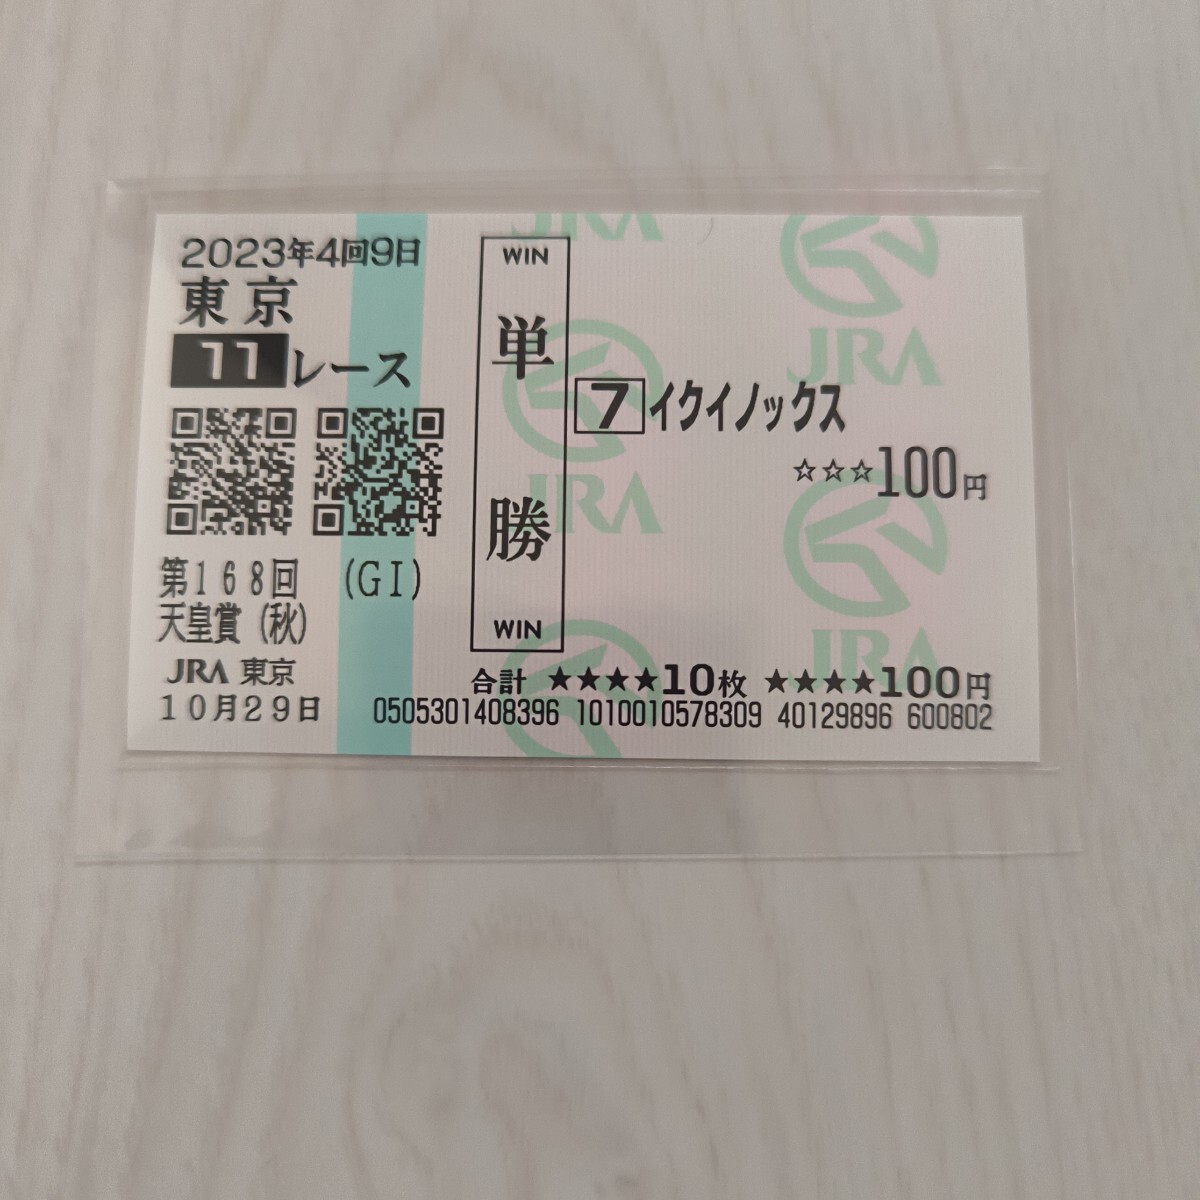 2023年4回9日
東京
11レース
第168回 (GI)
天皇賞(秋)
JRA 東京
10月29日
WIN
単勝
WIN
7 イクイノックス
☆☆☆100円
合計 ★★★★10枚 ★★★★100円
0505301408396 1010010578309 40129896 600802
JRA
JRA
JRA
JRA